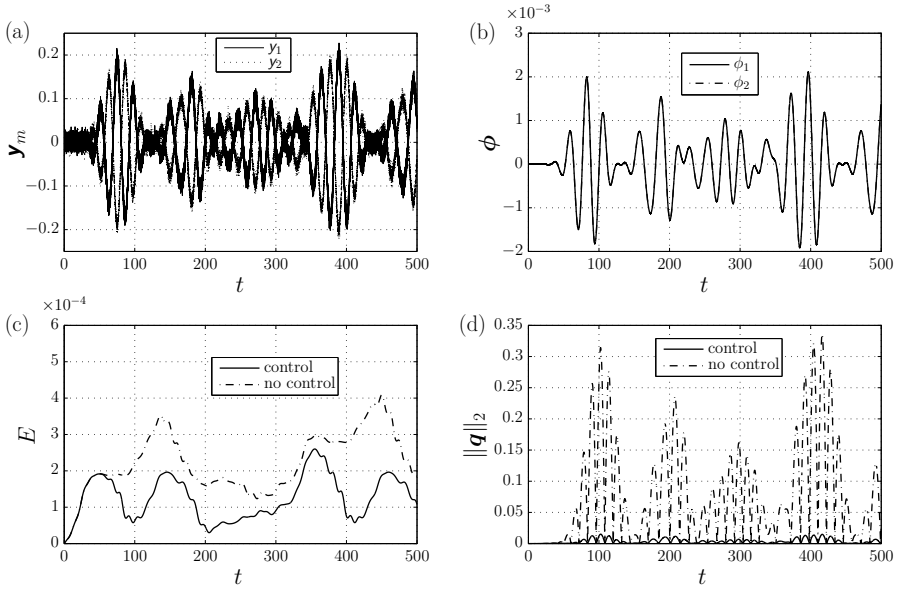 (a)
0.2
0.1
0
−0.1
−0.2
y_m
y_1
y_2
0 100 200 300 400 500
t
(b)
×10^{−3}
3
2
1
0
−1
−2
ϕ
ϕ_1
ϕ_2
0 100 200 300 400 500
t
(c)
×10^{−4}
6
5
4
3
2
1
0
E
control
no control
0 100 200 300 400 500
t
(d)
0.35
0.3
0.25
0.2
0.15
0.1
0.05
0
||q||_2
control
no control
0 100 200 300 400 500
t